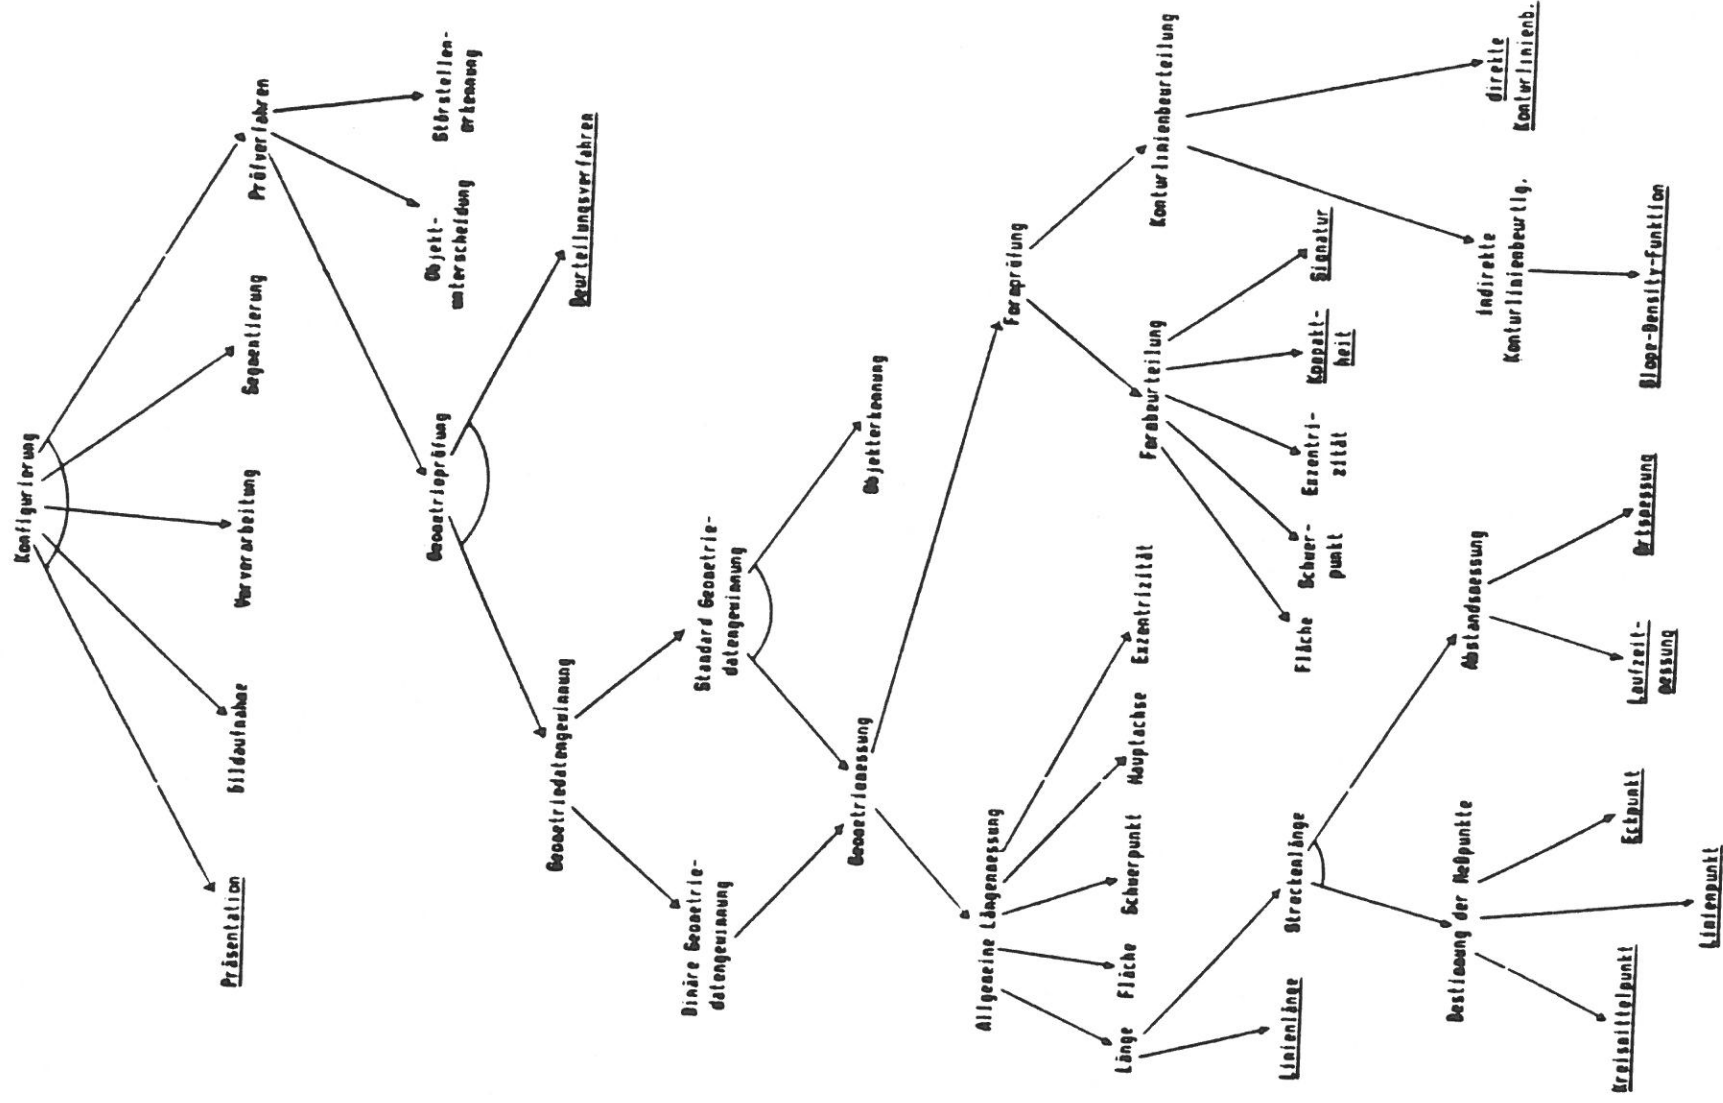 Konfigurierung
Präsentation
Bildaufnahme
Vorverarbeitung
Segmentierung
Prüfverfahren
Geometrieprüfung
Objekt-
unterscheidung
Störstellen-
erkennung
Geometriedatengewinnung
Beurteilungsverfahren
Binäre Geometrie-
datengewinnung
Standard Geometrie-
datengewinnung
Geometriemessung
Objekterkennung
Allgemeine Längenmessung
Formprüfung
Länge
Fläche
Schwerpunkt
Hauptachse
Exzentrizität
Formbeurteilung
Konturlinienbeurteilung
Linienlänge
Streckenlänge
Fläche
Schwer-
punkt
Exzentri-
zität
Kompakt-
heit
Signatur
Bestimmung der Meßpunkte
Abstandsmessung
indirekte
Konturlinienbeurtlg.
direkte
Konturlinienb.
Kreismittelpunkt
Linienpunkt
Eckpunkt
Laufzeit-
messung
Ortsmessung
Slope-Density-Funktion